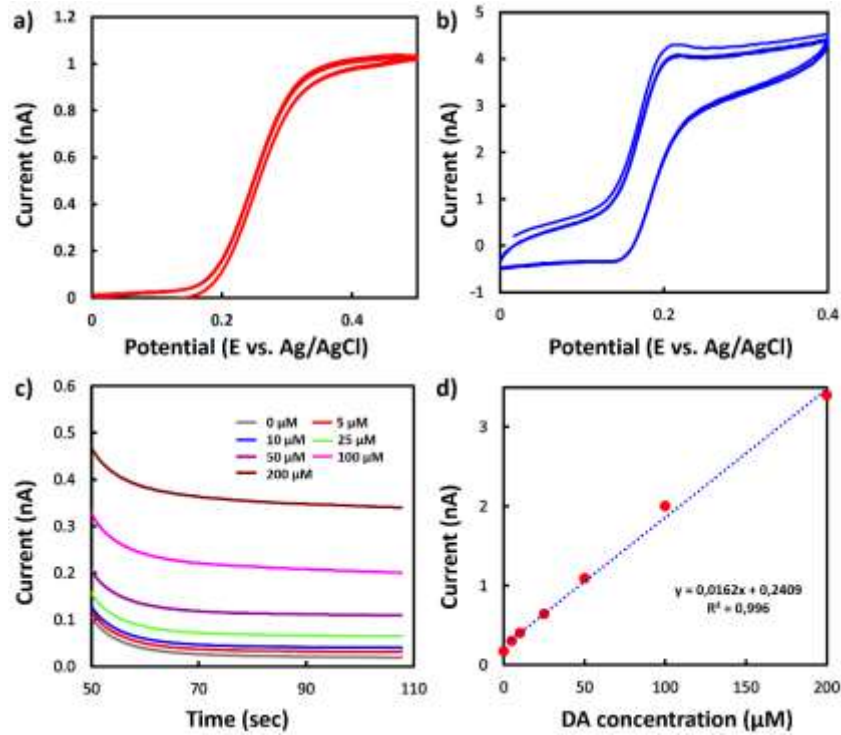 a)
1.2
1
0.8
0.6
0.4
0.2
0
0
0.2
0.4
Current (nA)
Potential (E vs. Ag/AgCl)
b)
5
4
3
2
1
0
-1
0
0.2
0.4
Current (nA)
Potential (E vs. Ag/AgCl)
c)
0.6
0.5
0.4
0.3
0.2
0.1
0.0
50
70
90
110
Current (nA)
Time (sec)
0 µM
5 µM
10 µM
25 µM
50 µM
100 µM
200 µM
d)
3
2
1
0
0
50
100
150
200
Current (nA)
DA concentration (µM)
y = 0,0162x + 0,2409
R² = 0,996